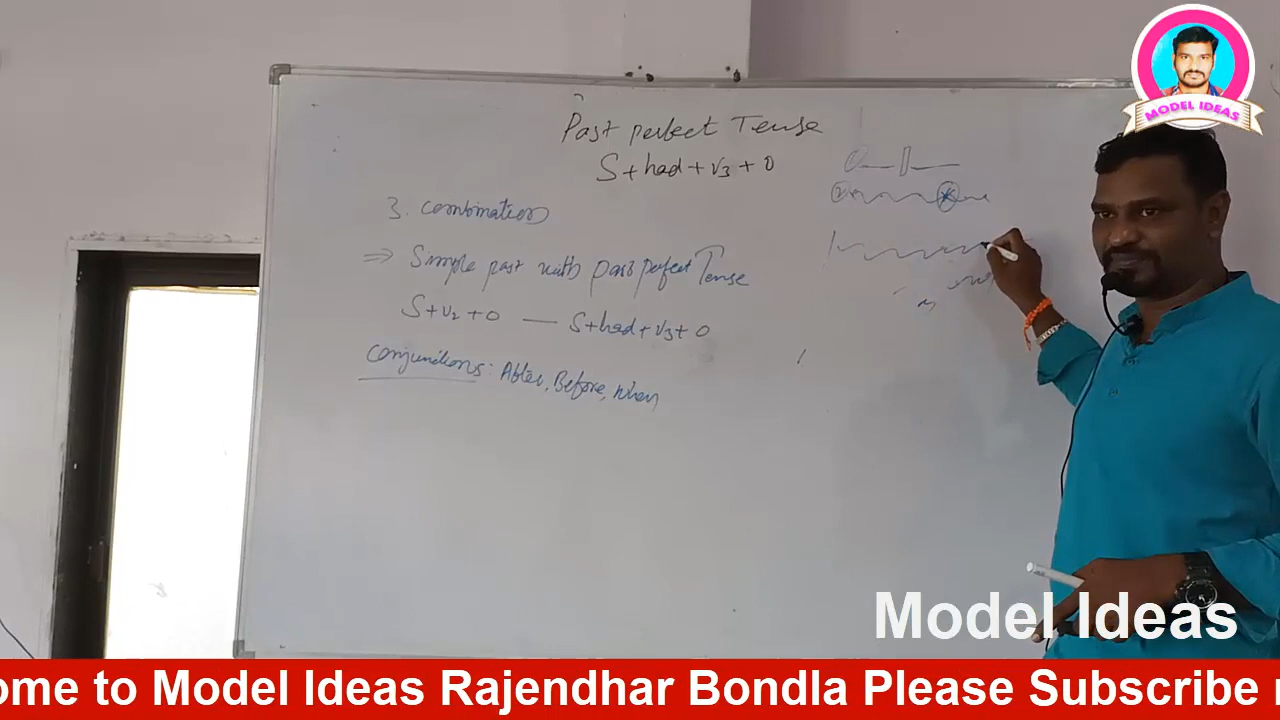 MODEL IDEAS
Past perfect Tense
S+had+V3+O
3. Combination
⇒ Simple past with past perfect Tense
S+V2+O — S+had+V3+O
Conjunctions: After, Before, when
Model Ideas
ome to Model Ideas Rajendhar Bondla Please Subscribe